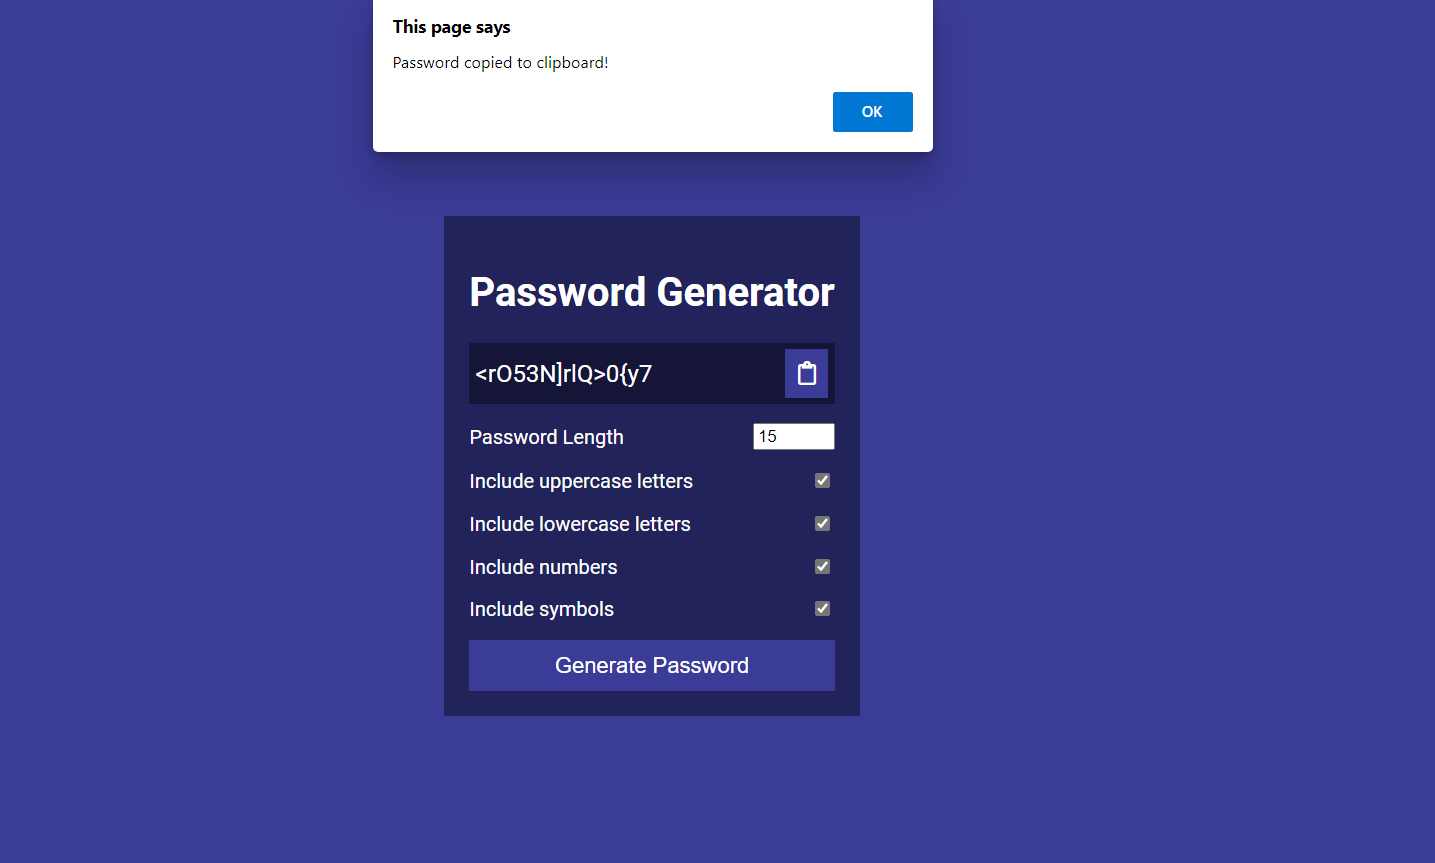 This page says
Password copied to clipboard!
OK
Password Generator
<rO53N]rlQ>0{y7
Password Length 15
Include uppercase letters
Include lowercase letters
Include numbers
Include symbols
Generate Password